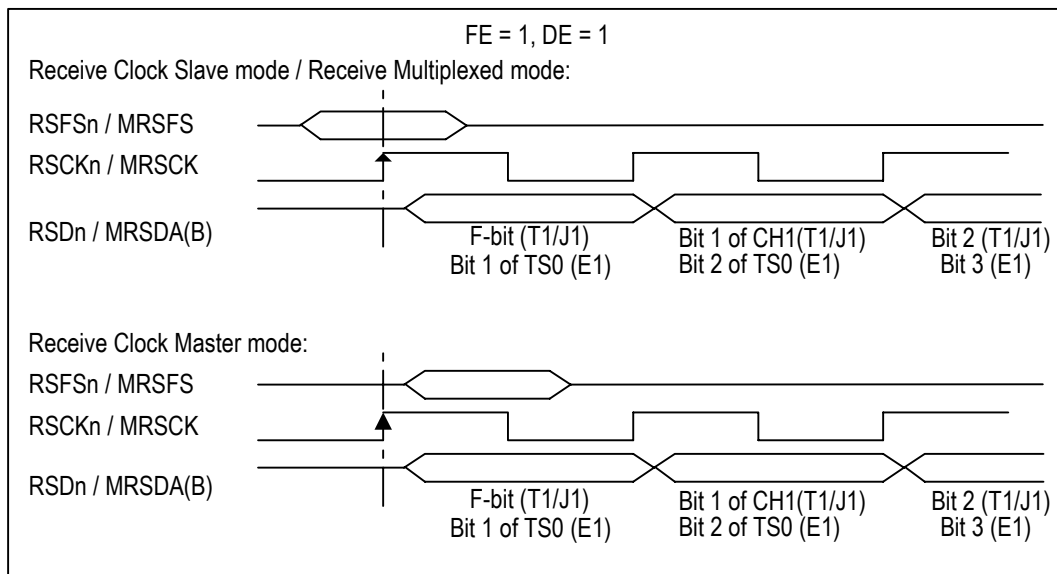 FE = 1, DE = 1
Receive Clock Slave mode / Receive Multiplexed mode:
RSFSn / MRSFS
RSCKn / MRSCK
RSDn / MRSDA(B)
F-bit (T1/J1)
Bit 1 of TS0 (E1)
Bit 1 of CH1(T1/J1)
Bit 2 of TS0 (E1)
Bit 2 (T1/J1)
Bit 3 (E1)
Receive Clock Master mode:
RSFSn / MRSFS
RSCKn / MRSCK
RSDn / MRSDA(B)
F-bit (T1/J1)
Bit 1 of TS0 (E1)
Bit 1 of CH1(T1/J1)
Bit 2 of TS0 (E1)
Bit 2 (T1/J1)
Bit 3 (E1)